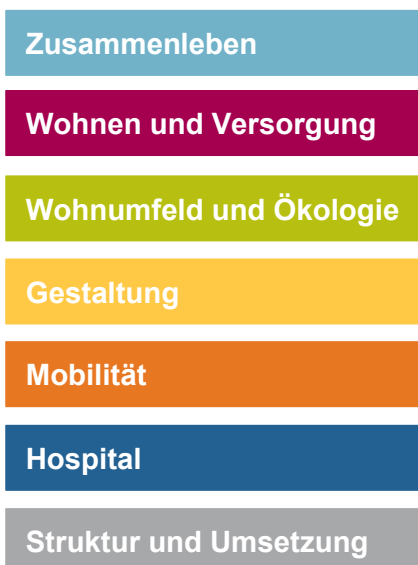 Zusammenleben
Wohnen und Versorgung
Wohnumfeld und Ökologie
Gestaltung
Mobilität
Hospital
Struktur und Umsetzung